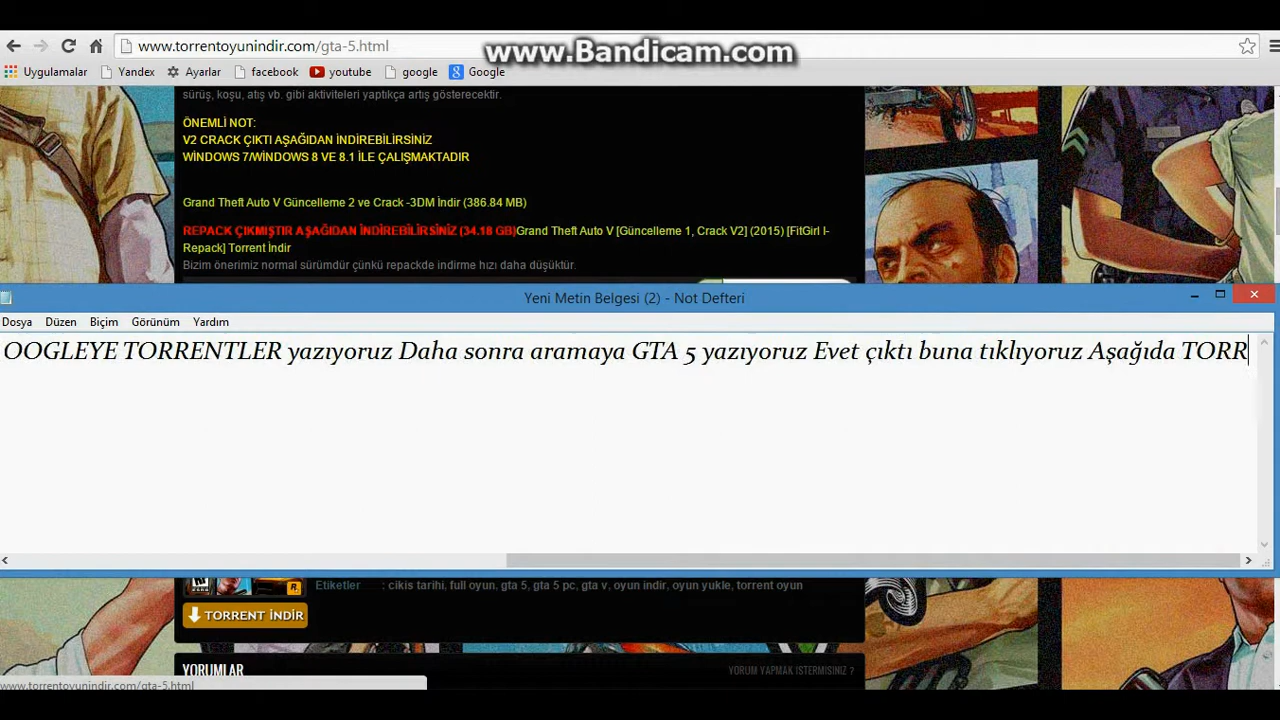 www.torrentoyunindir.com/gta-5.html
www.Bandicam.com
Uygulamalar Yandex Ayarlar facebook youtube google Google
sürüş, koşu, atış vb. gibi aktiviteleri yaptıkça artış gösterecektir.
ÖNEMLİ NOT:
V2 CRACK ÇIKTI AŞAĞIDAN İNDİREBİLİRSİNİZ
WİNDOWS 7/WİNDOWS 8 VE 8.1 İLE ÇALIŞMAKTADIR
Grand Theft Auto V Güncelleme 2 ve Crack -3DM İndir (386.84 MB)
REPACK ÇIKMIŞTIR AŞAĞIDAN İNDİREBİLİRSİNİZ (34.18 GB)Grand Theft Auto V [Güncelleme 1, Crack V2] (2015) [FitGirl l-
Repack] Torrent İndir
Bizim önerimiz normal sürümdür çünkü repackde indirme hızı daha düşüktür.
Yeni Metin Belgesi (2) - Not Defteri
Dosya Düzen Biçim Görünüm Yardım
OOGLEYE TORRENTLER yazıyoruz Daha sonra aramaya GTA 5 yazıyoruz Evet çıktı buna tıklıyoruz Aşağıda TORR
Etiketler : cikis tarihi, full oyun, gta 5, gta 5 pc, gta v, oyun indir, oyun yukle, torrent oyun
TORRENT İNDİR
YORUMLAR
YORUM YAPMAK ISTERMISINIZ ?
www.torrentoyunindir.com/gta-5.html